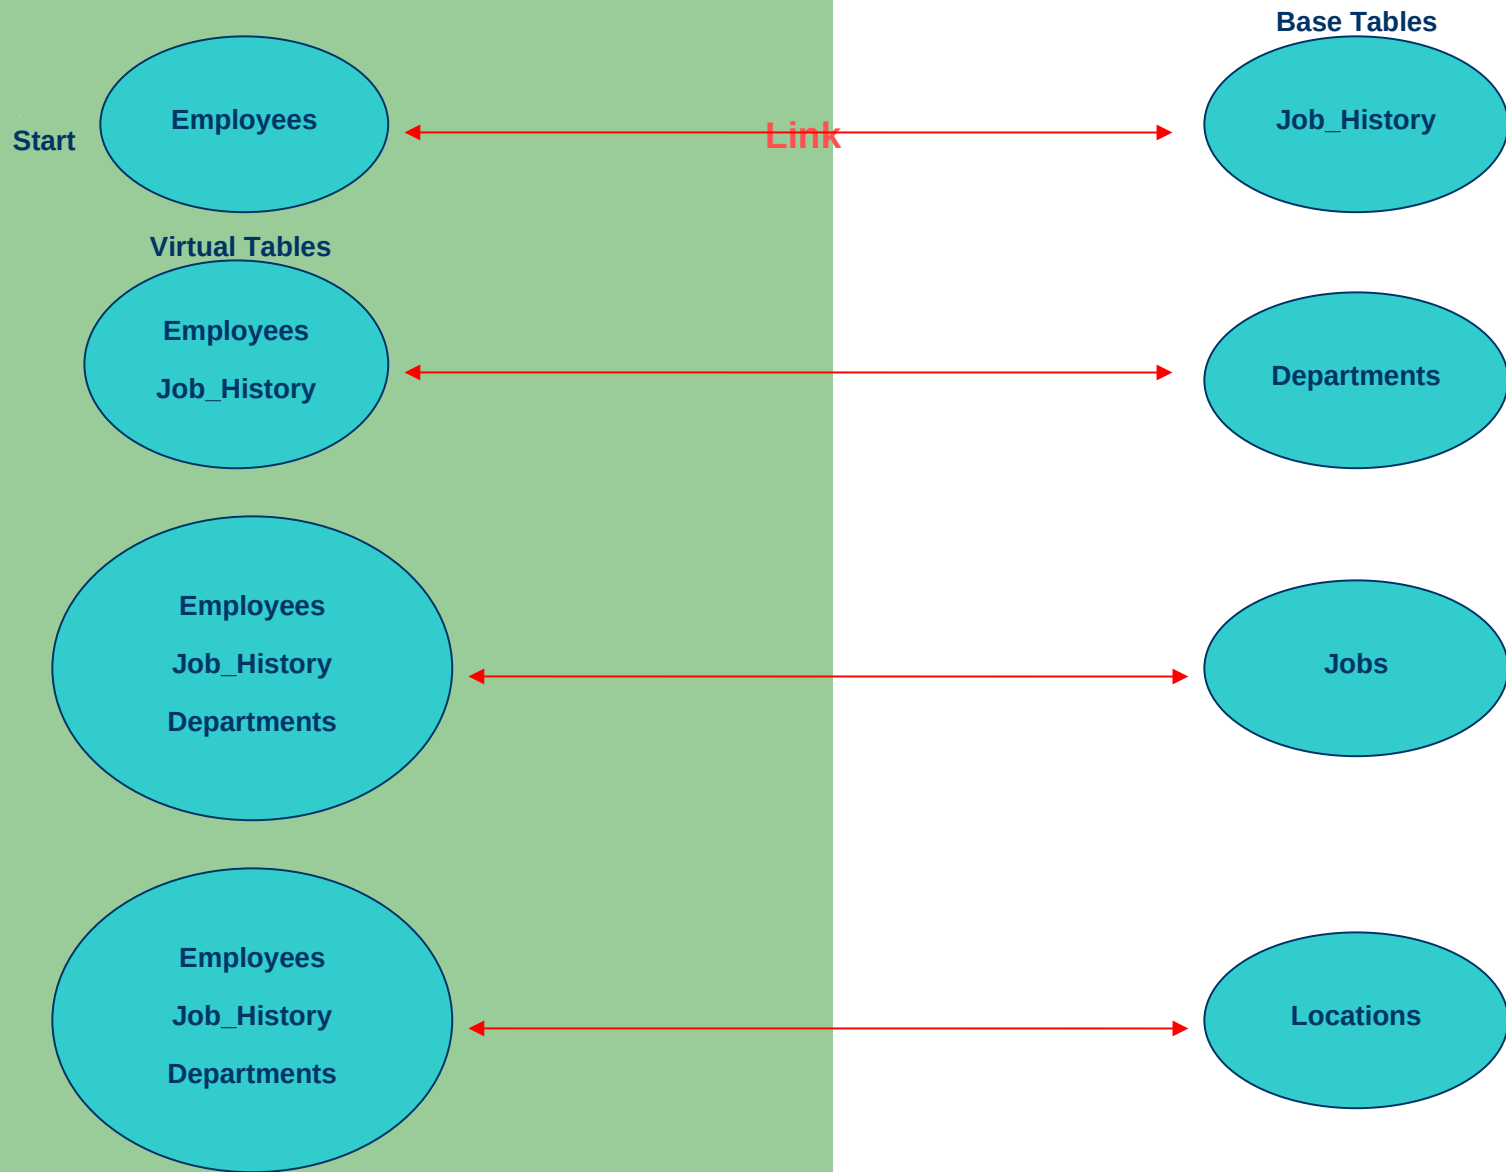 Base Tables
Employees
Job_History
Start
Link
Virtual Tables
Employees
Job_History
Departments
Employees
Job_History
Departments
Jobs
Employees
Job_History
Departments
Locations